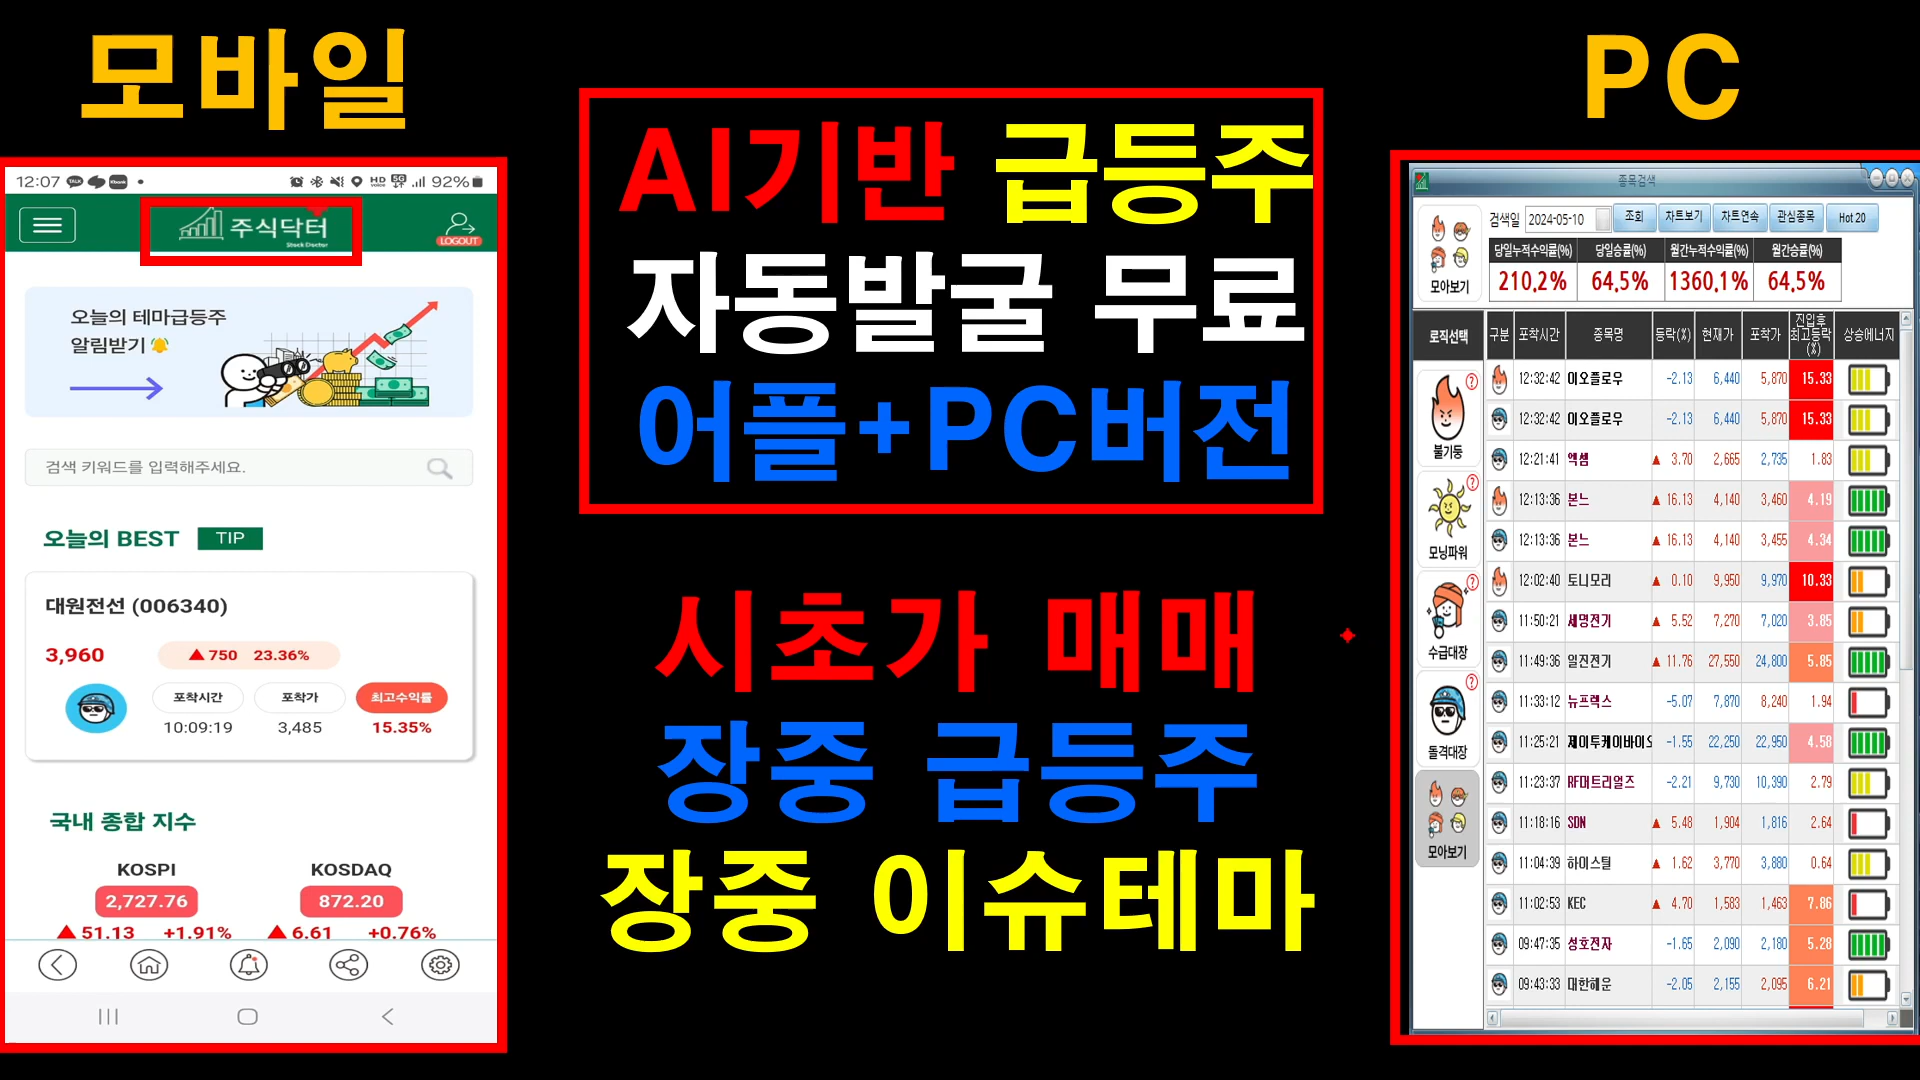 모바일
12:07
TALK
Kbank
HD
VoLTE
5G
92%
주식닥터
Stock Doctor
LOGOUT
오늘의 테마급등주
알림받기
검색 키워드를 입력해주세요.
오늘의 BEST TIP
대원전선 (006340)
3,960 ▲ 750 23.36%
포착시간 포착가 최고수익률
10:09:19 3,485 15.35%
국내 종합 지수
KOSPI KOSDAQ
2,727.76 872.20
▲ 51.13 +1.91% ▲ 6.61 +0.76%
AI기반 급등주
자동발굴 무료
어플+PC버전
시초가 매매
장중 급등주
장중 이슈테마
PC
종목검색
검색일 2024-05-10 조회 차트보기 차트연속 관심종목 Hot 20
당일누적수익률(%) 당일승률(%) 월간누적수익률(%) 월간승률(%)
210,2% 64,5% 1360,1% 64,5%
모아보기
로직선택
불기둥
모닝파워
수급대장
돌격대장
모아보기
구분 포착시간 종목명 등락(%) 현재가 포착가 진입후 최고등락 (%) 상승에너지
12:32:42 이오플로우 -2.13 6,440 5,870 15.33
12:32:42 이오플로우 -2.13 6,440 5,870 15.33
12:21:41 엑셈 ▲ 3.70 2,665 2,735 1.83
12:13:36 본느 ▲ 16.13 4,140 3,460 4.19
12:13:36 본느 ▲ 16.13 4,140 3,455 4.34
12:02:40 토니모리 ▲ 0.10 9,950 9,970 10.33
11:50:21 세명전기 ▲ 5.52 7,270 7,020 3.85
11:49:36 일진전기 ▲ 11.76 27,550 24,800 5.85
11:33:12 뉴프렉스 -5.07 7,870 8,240 1.94
11:25:21 제이투케이바이오 -1.55 22,250 22,950 4.58
11:23:37 RF머트리얼즈 -2.21 9,730 10,390 2.79
11:18:16 SDN ▲ 5.48 1,904 1,816 2.64
11:04:39 하이스틸 ▲ 1.62 3,770 3,880 0.64
11:02:53 KEC ▲ 4.70 1,583 1,463 7.86
09:47:35 성호전자 -1.65 2,090 2,180 5.28
09:43:33 대한해운 -2.05 2,155 2,095 6.21